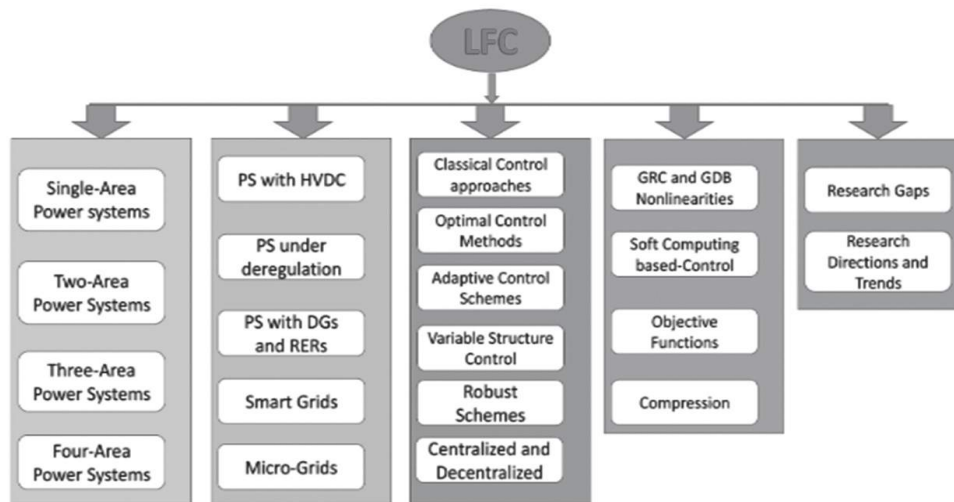 LFC
Single-Area
Power systems
Two-Area
Power Systems
Three-Area
Power Systems
Four-Area
Power Systems
PS with HVDC
PS under
deregulation
PS with DGs
and RERs
Smart Grids
Micro-Grids
Classical Control
approaches
Optimal Control
Methods
Adaptive Control
Schemes
Variable Structure
Control
Robust
Schemes
Centralized and
Decentralized
GRC and GDB
Nonlinearities
Soft Computing
based-Control
Objective
Functions
Compression
Research Gaps
Research
Directions and
Trends